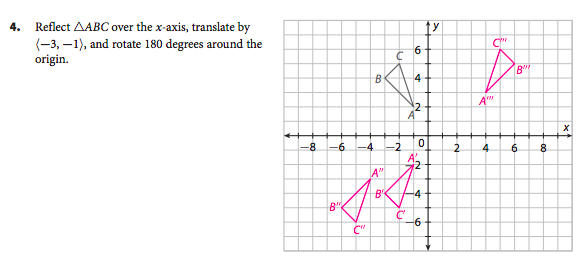 4. Reflect △ABC over the x-axis, translate by
⟨−3, −1⟩, and rotate 180 degrees around the
origin.
y
C'''
6
C
B'''
B
4
A'''
2
A
x
−8 −6 −4 −2 0 2 4 6 8
A'
−2
A''
B'
−4
B''
C'
−6
C''